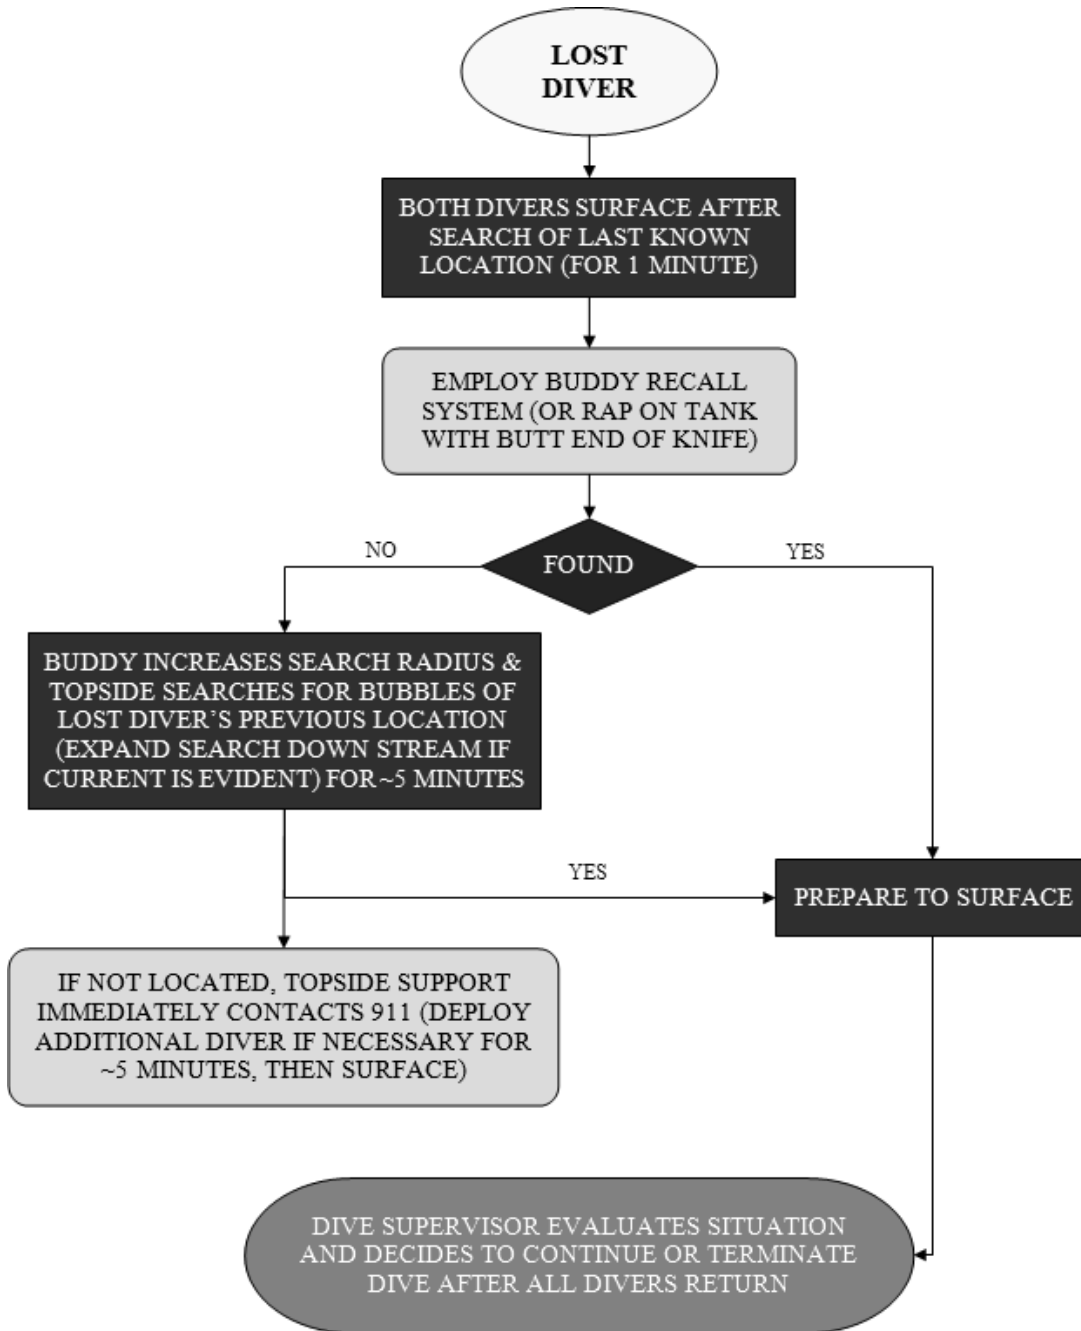 LOST
DIVER
BOTH DIVERS SURFACE AFTER
SEARCH OF LAST KNOWN
LOCATION (FOR 1 MINUTE)
EMPLOY BUDDY RECALL
SYSTEM (OR RAP ON TANK
WITH BUTT END OF KNIFE)
NO
FOUND
YES
BUDDY INCREASES SEARCH RADIUS &
TOPSIDE SEARCHES FOR BUBBLES OF
LOST DIVER’S PREVIOUS LOCATION
(EXPAND SEARCH DOWN STREAM IF
CURRENT IS EVIDENT) FOR ~5 MINUTES
YES
PREPARE TO SURFACE
IF NOT LOCATED, TOPSIDE SUPPORT
IMMEDIATELY CONTACTS 911 (DEPLOY
ADDITIONAL DIVER IF NECESSARY FOR
~5 MINUTES, THEN SURFACE)
DIVE SUPERVISOR EVALUATES SITUATION
AND DECIDES TO CONTINUE OR TERMINATE
DIVE AFTER ALL DIVERS RETURN